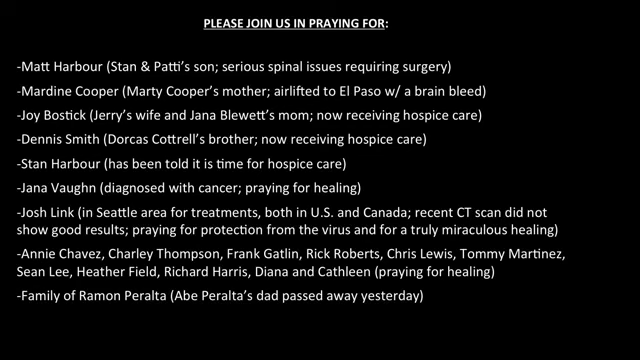 PLEASE JOIN US IN PRAYING FOR:
-Matt Harbour (Stan & Patti's son; serious spinal issues requiring surgery)
-Mardine Cooper (Marty Cooper's mother; airlifted to El Paso w/ a brain bleed)
-Joy Bostick (Jerry's wife and Jana Blewett's mom; now receiving hospice care)
-Dennis Smith (Dorcas Cottrell's brother; now receiving hospice care)
-Stan Harbour (has been told it is time for hospice care)
-Jana Vaughn (diagnosed with cancer; praying for healing)
-Josh Link (in Seattle area for treatments, both in U.S. and Canada; recent CT scan did not
show good results; praying for protection from the virus and for a truly miraculous healing)
-Annie Chavez, Charley Thompson, Frank Gatlin, Rick Roberts, Chris Lewis, Tommy Martinez,
Sean Lee, Heather Field, Richard Harris, Diana and Cathleen (praying for healing)
-Family of Ramon Peralta (Abe Peralta's dad passed away yesterday)